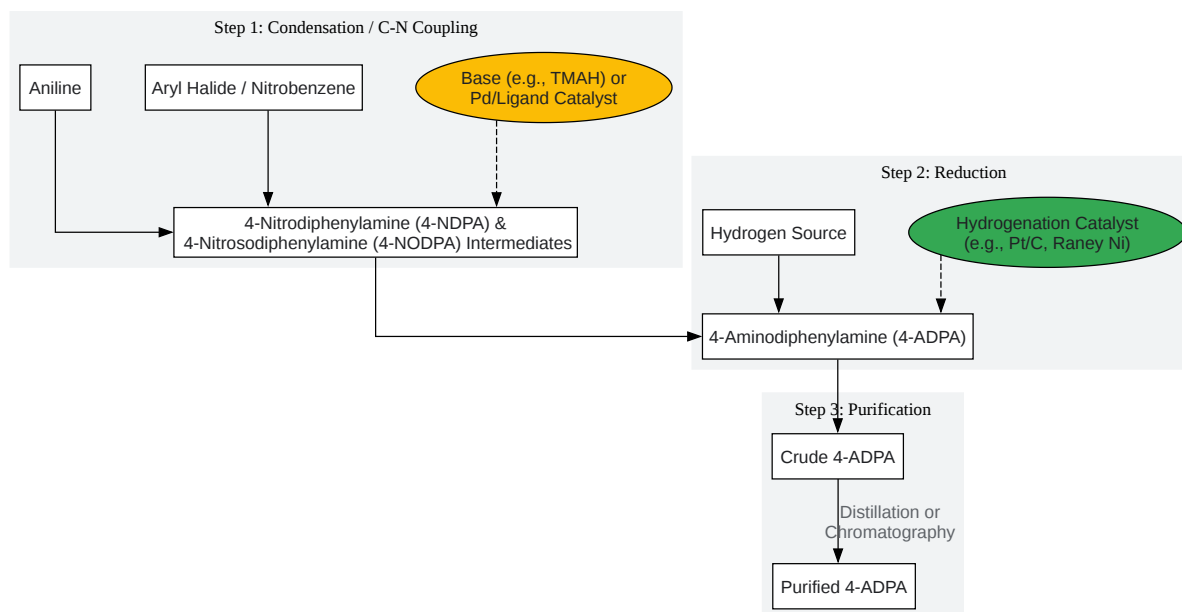 Step 1: Condensation / C-N Coupling
Aniline
Aryl Halide / Nitrobenzene
Base (e.g., TMAH) or
Pd/Ligand Catalyst
4-Nitrodiphenylamine (4-NDPA) &
4-Nitrosodiphenylamine (4-NODPA) Intermediates
Step 2: Reduction
Hydrogen Source
Hydrogenation Catalyst
(e.g., Pt/C, Raney Ni)
4-Aminodiphenylamine (4-ADPA)
Step 3: Purification
Crude 4-ADPA
Distillation or
Chromatography
Purified 4-ADPA